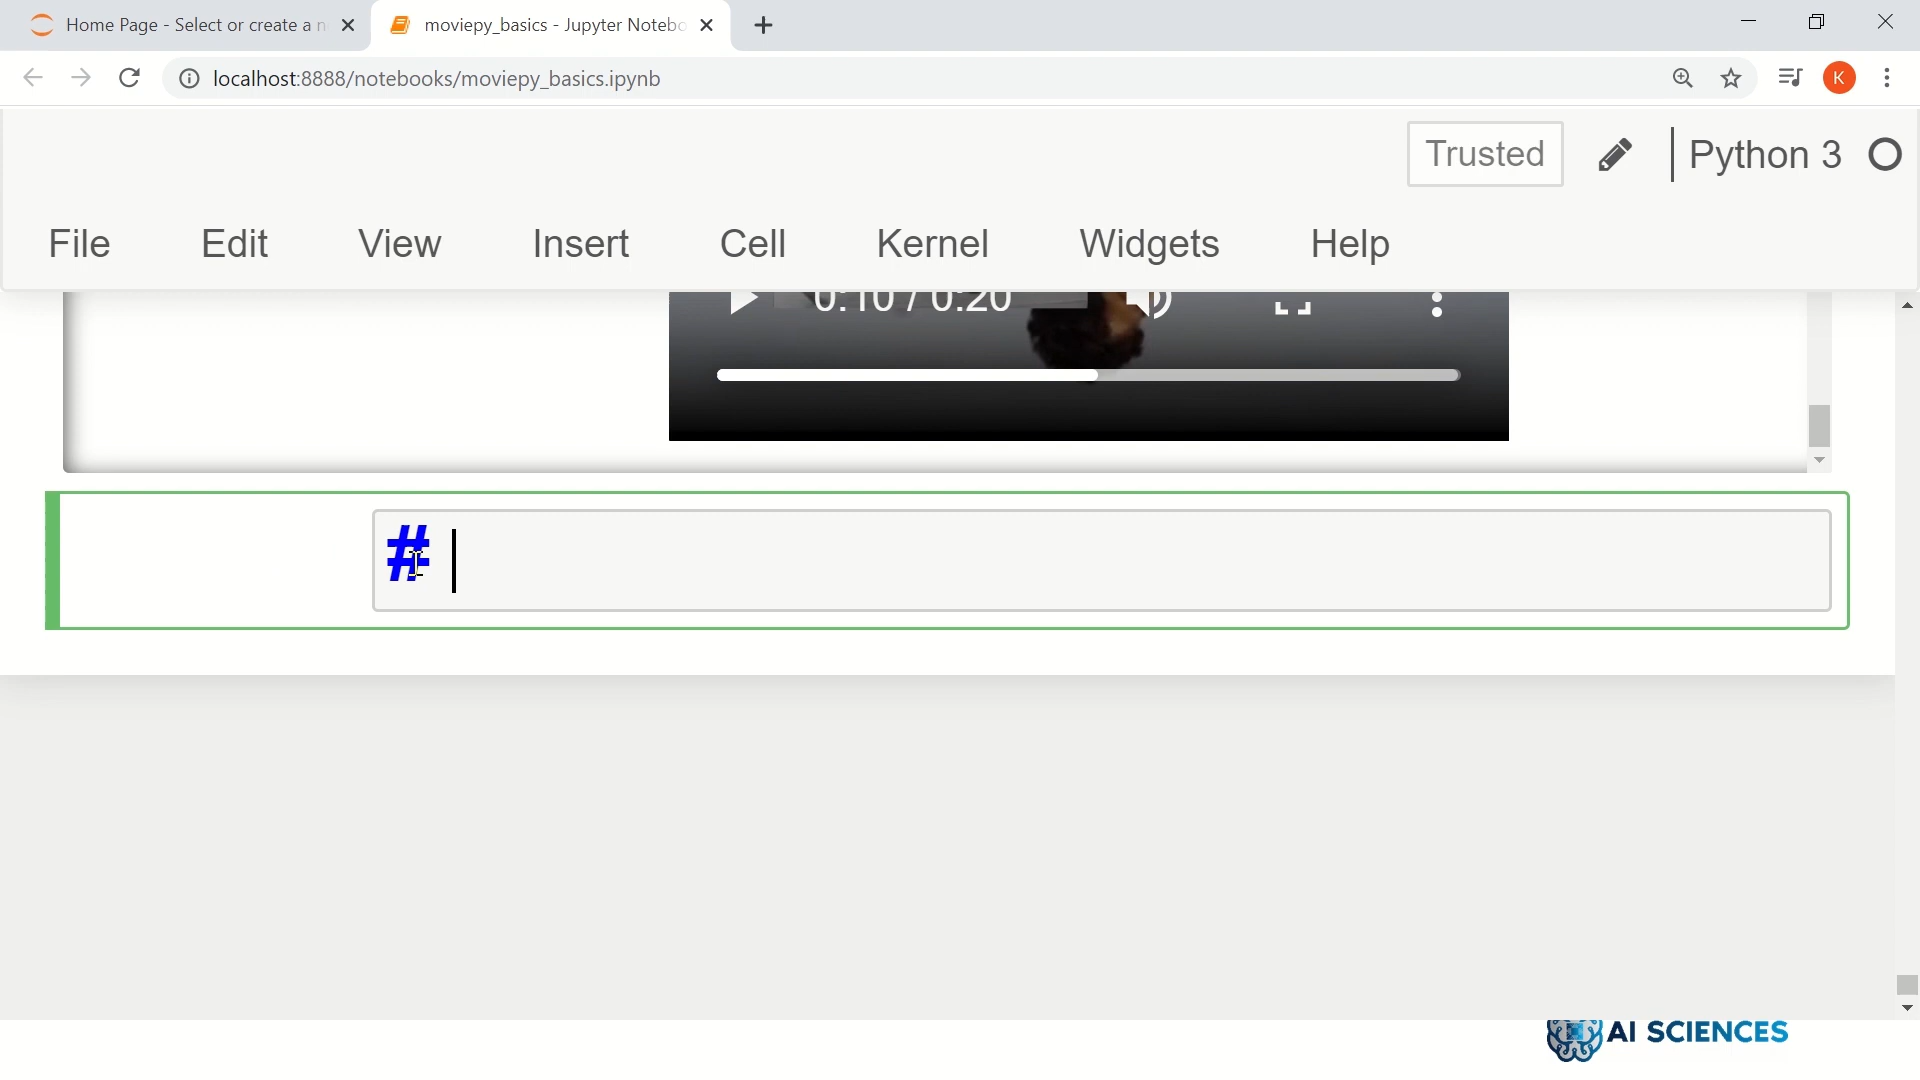 Home Page - Select or create a n
moviepy_basics - Jupyter Notebo
localhost:8888/notebooks/moviepy_basics.ipynb
K
Trusted
Python 3
File Edit View Insert Cell Kernel Widgets Help
0:10 / 0:20
#
AI SCIENCES